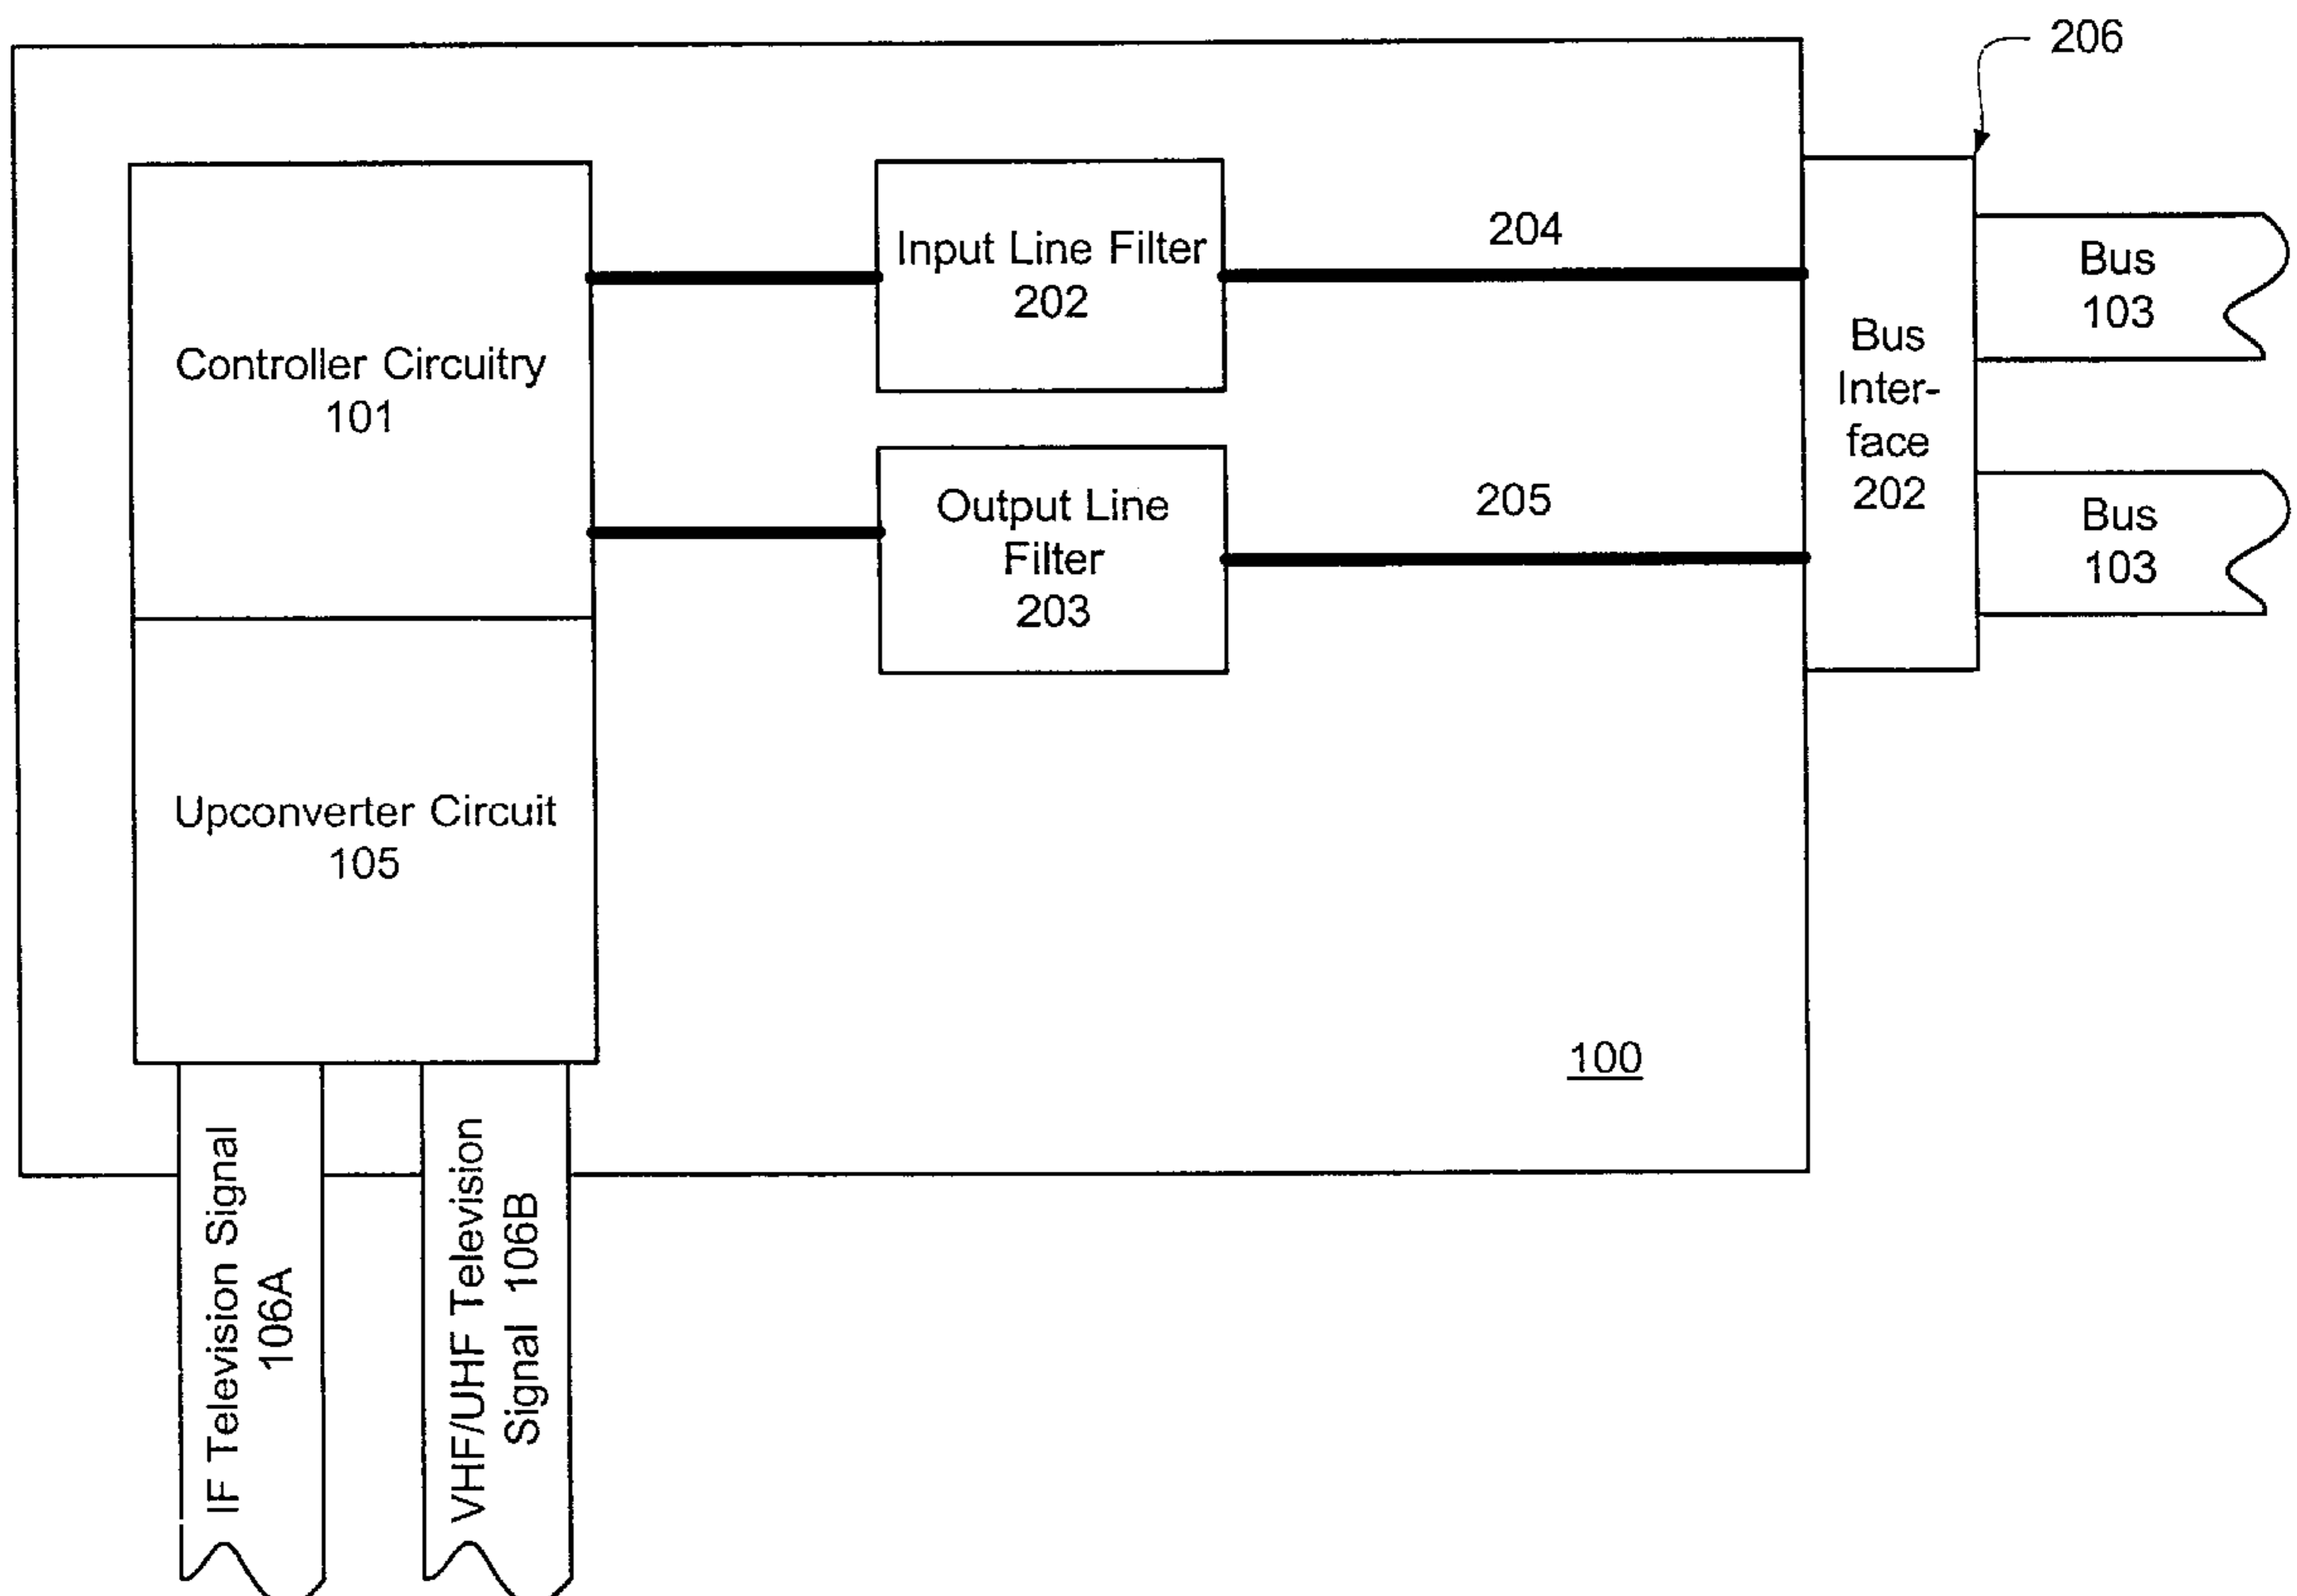 206
Input Line Filter
202
204
Bus
103
Controller Circuitry
101
Bus
Inter-
face
202
Output Line
Filter
203
205
Bus
103
Upconverter Circuit
105
100
IF Television Signal
106A
VHF/UHF Television
Signal 106B